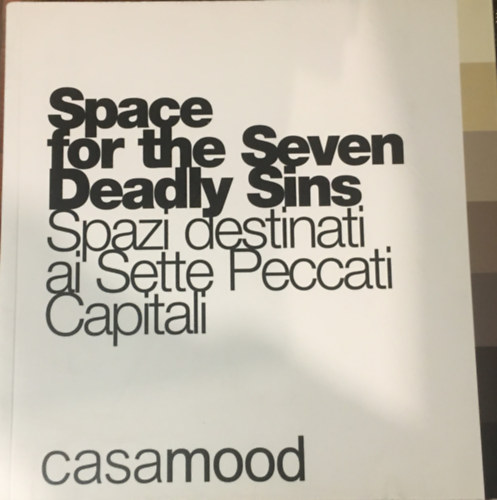 Space
for the Seven
Deadly Sins
Spazi destinati
ai Sette Peccati
Capitali
casamood